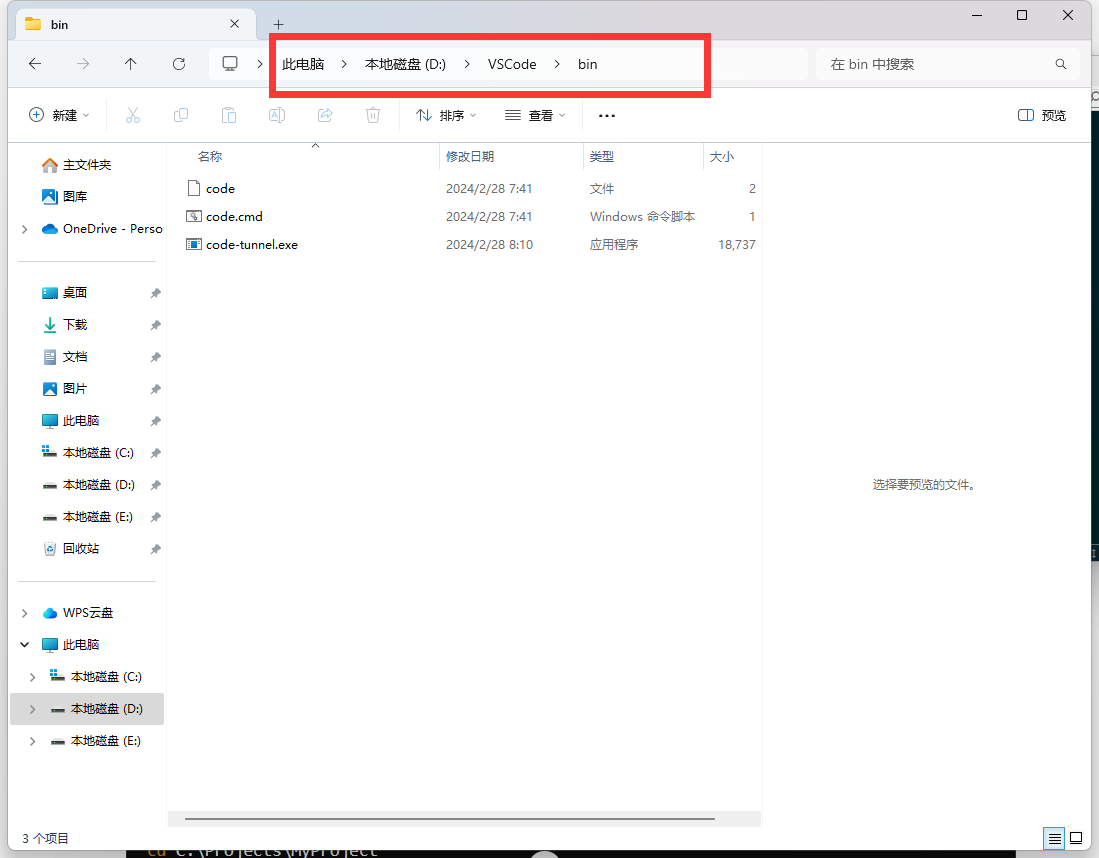 bin
此电脑 本地磁盘 (D:) VSCode bin
在 bin 中搜索
新建 排序 查看 ··· 预览
名称 修改日期 类型 大小
code 2024/2/28 7:41 文件 2
code.cmd 2024/2/28 7:41 Windows 命令脚本 1
code-tunnel.exe 2024/2/28 8:10 应用程序 18,737
主文件夹
图库
OneDrive - Perso
桌面
下载
文档
图片
此电脑
本地磁盘 (C:)
本地磁盘 (D:)
本地磁盘 (E:)
回收站
WPS云盘
此电脑
本地磁盘 (C:)
本地磁盘 (D:)
本地磁盘 (E:)
选择要预览的文件。
3 个项目
cd C:\Projects\MyProject